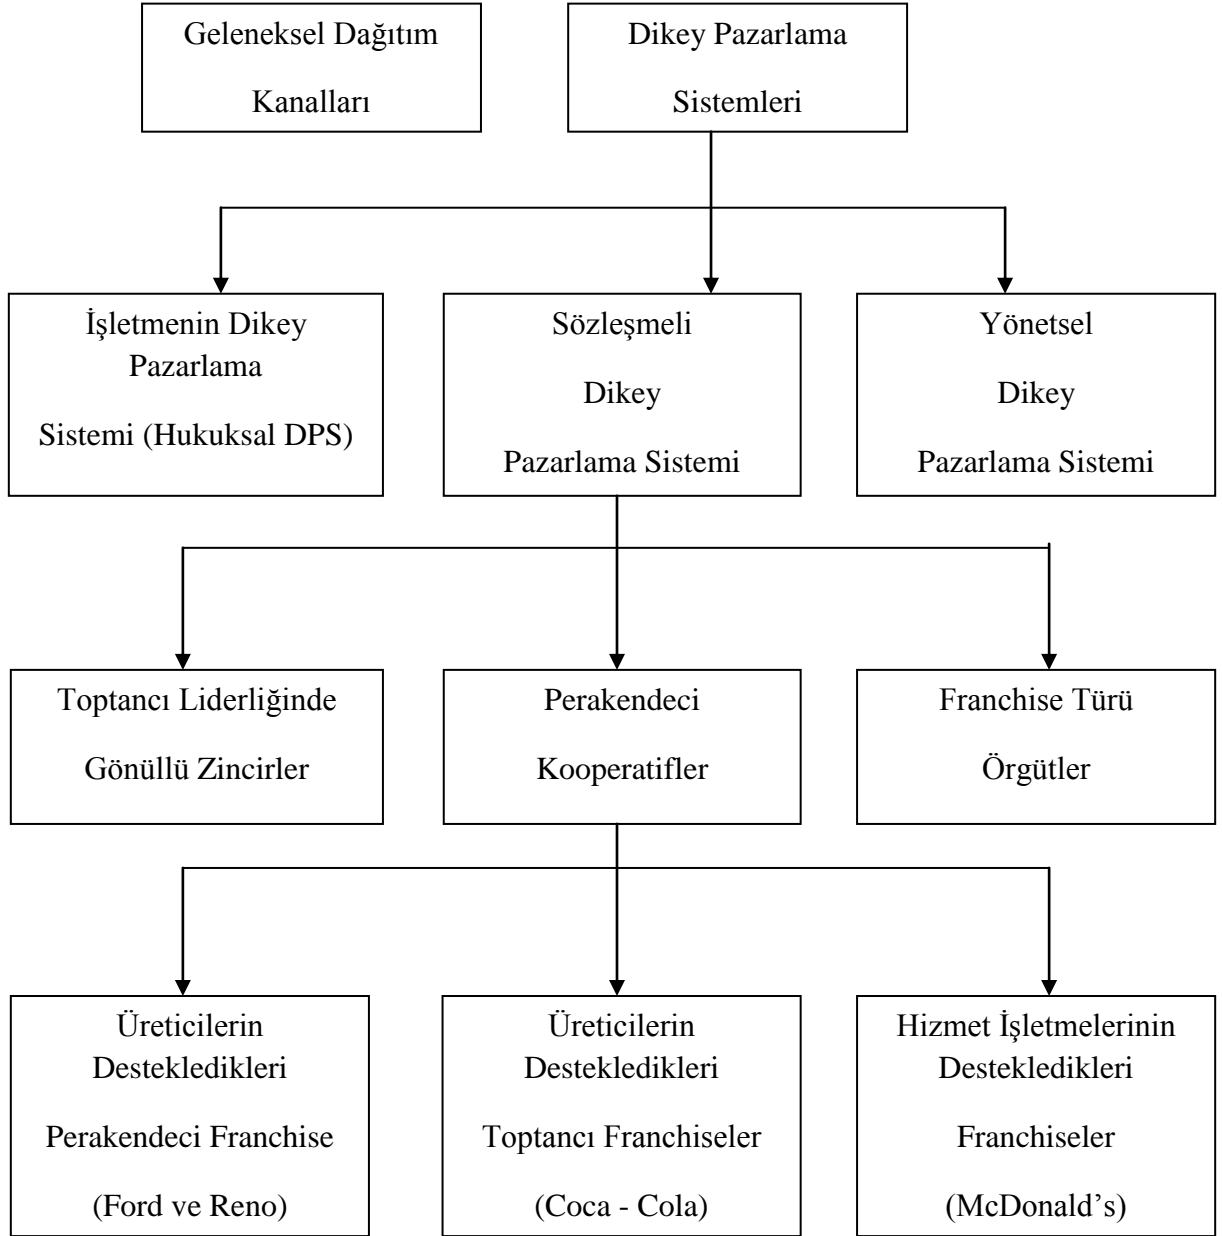 Geleneksel Dağıtım
Kanalları
Dikey Pazarlama
Sistemleri
İşletmenin Dikey
Pazarlama
Sistemi (Hukuksal DPS)
Sözleşmeli
Dikey
Pazarlama Sistemi
Yönetsel
Dikey
Pazarlama Sistemi
Toptancı Liderliğinde
Gönüllü Zincirler
Perakendeci
Kooperatifler
Franchise Türü
Örgütler
Üreticilerin
Destekledikleri
Perakendeci Franchise
(Ford ve Reno)
Üreticilerin
Destekledikleri
Toptancı Franchiseler
(Coca - Cola)
Hizmet İşletmelerinin
Destekledikleri
Franchiseler
(McDonald’s)